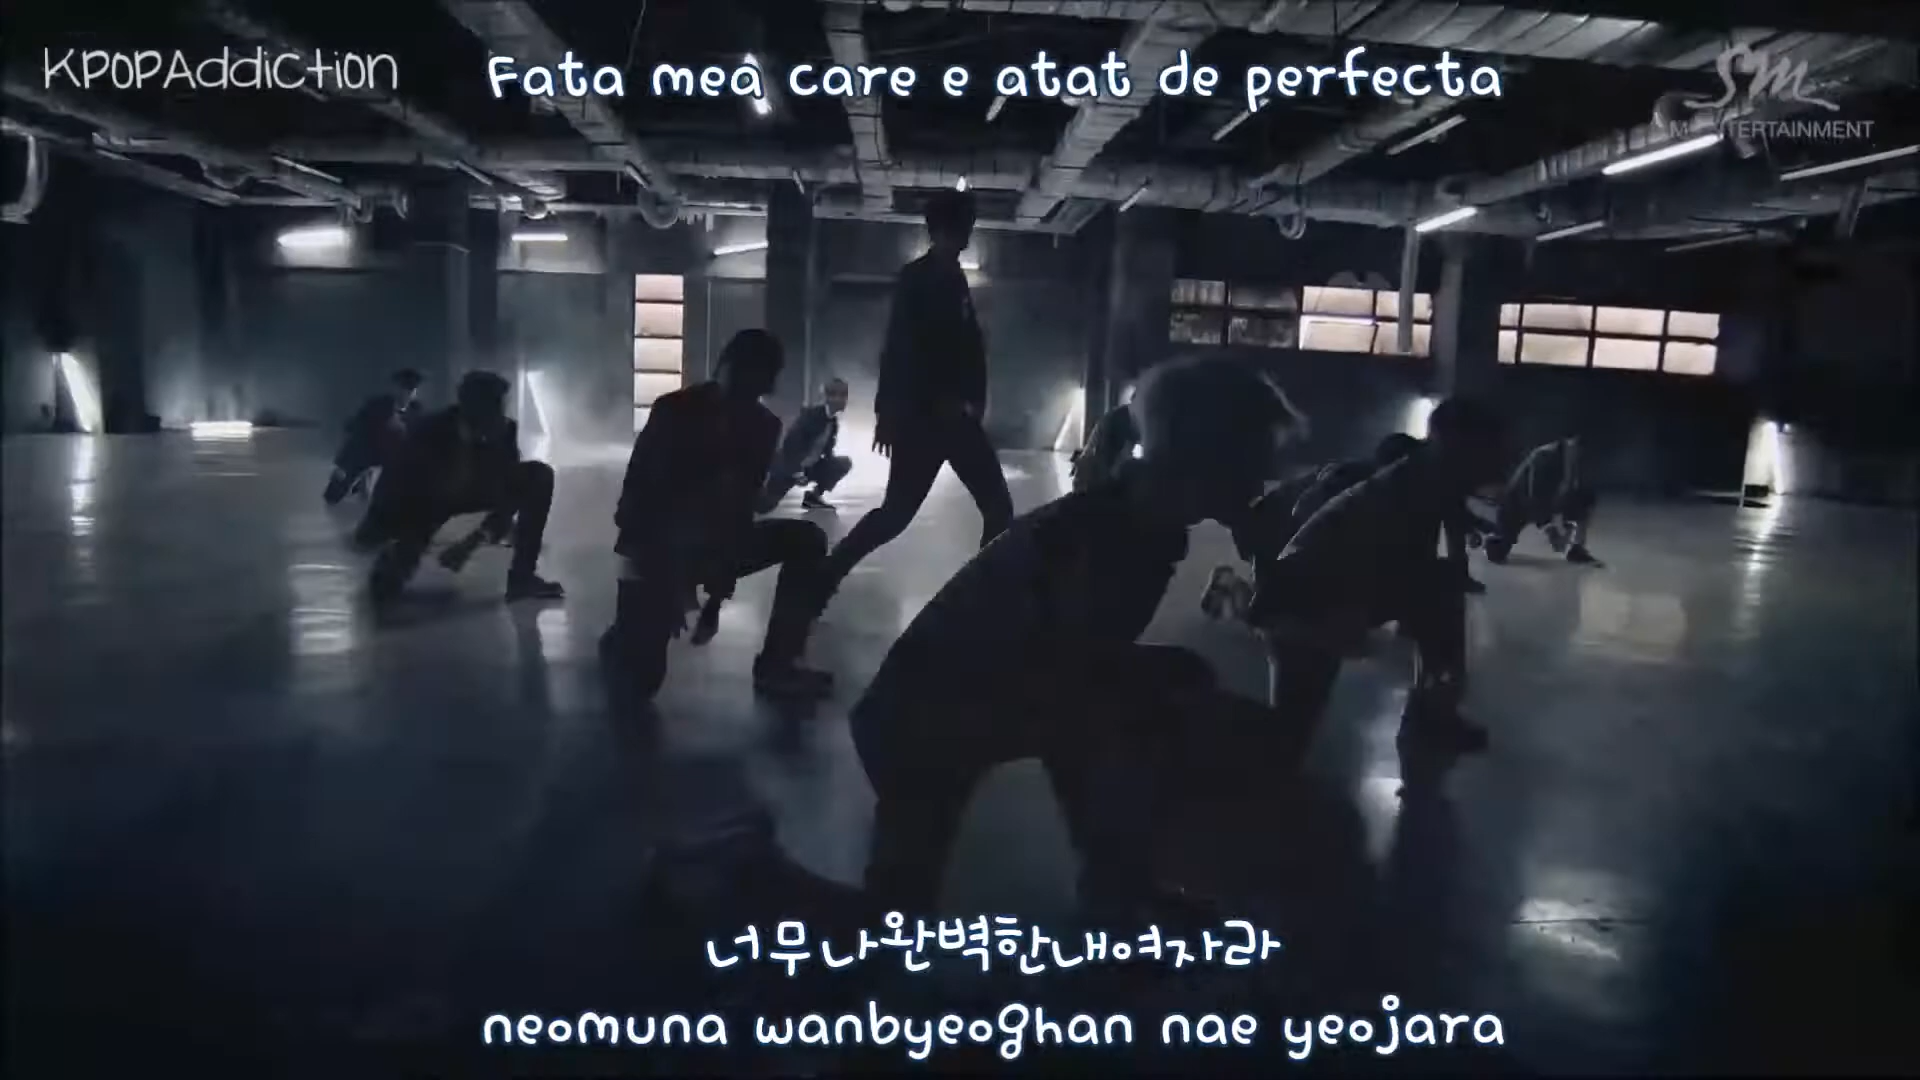 KPOPAddiction
Fata mea care e atat de perfecta
SM
ENTERTAINMENT
너무나완벽한내여자라
neomuna wanbyeoghan nae yeojara